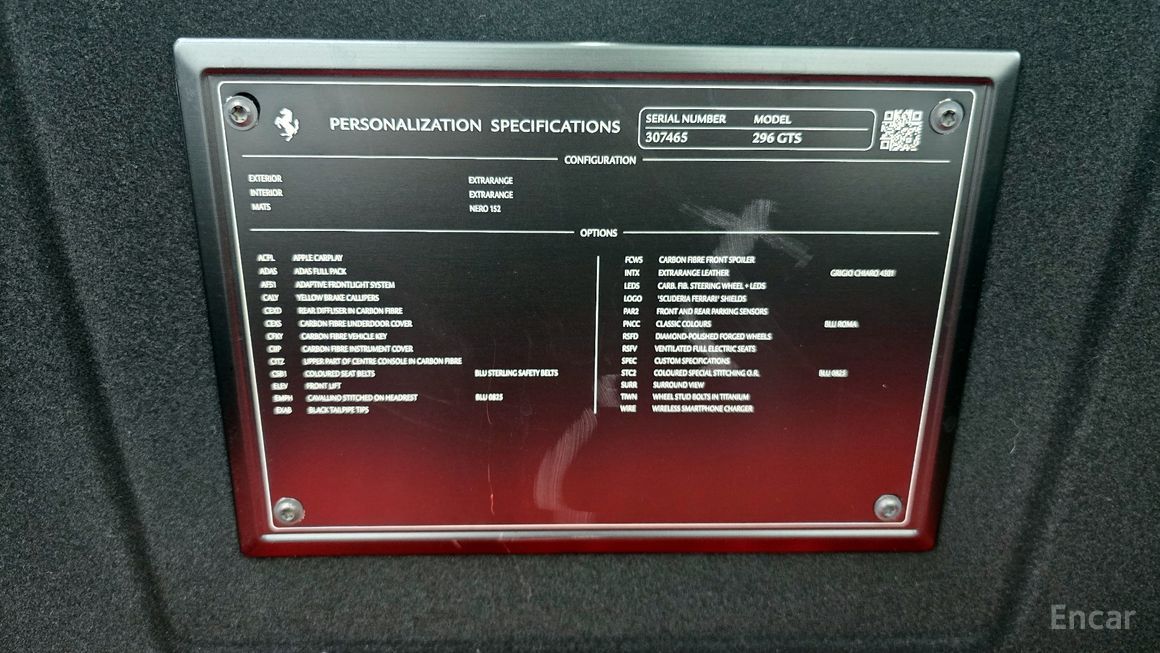 PERSONALIZATION SPECIFICATIONS
SERIAL NUMBER MODEL
307465 296 GTS
CONFIGURATION
EXTERIOR EXTRARANGE
INTERIOR EXTRARANGE
MATS NERO 152
OPTIONS
ACPL APPLE CARPLAY
ADAS ADAS FULL PACK
AFS1 ADAPTIVE FRONTLIGHT SYSTEM
CALY YELLOW BRAKE CALLIPERS
CEXD REAR DIFFUSER IN CARBON FIBRE
CEXS CARBON FIBRE UNDERDOOR COVER
CFKY CARBON FIBRE VEHICLE KEY
CIIP CARBON FIBRE INSTRUMENT COVER
CITZ UPPER PART OF CENTRE CONSOLE IN CARBON FIBRE
CSB1 COLOURED SEAT BELTS BLU STERLING SAFETY BELTS
ELEV FRONT LIFT
EMPH CAVALLINO STITCHED ON HEADREST BLU 0825
EXAB BLACK TAILPIPE TIPS
FCWS CARBON FIBRE FRONT SPOILER
INTX EXTRARANGE LEATHER GRIGIO CHIARO 4301
LEDS CARB. FIB. STEERING WHEEL + LEDS
LOGO 'SCUDERIA FERRARI' SHIELDS
PAR2 FRONT AND REAR PARKING SENSORS
PNCC CLASSIC COLOURS BLU ROMA
RSFD DIAMOND-POLISHED FORGED WHEELS
RSFV VENTILATED FULL ELECTRIC SEATS
SPEC CUSTOM SPECIFICATIONS
STC2 COLOURED SPECIAL STITCHING O.R. BLU 0825
SURR SURROUND VIEW
TIWN WHEEL STUD BOLTS IN TITANIUM
WIRE WIRELESS SMARTPHONE CHARGER
Encar